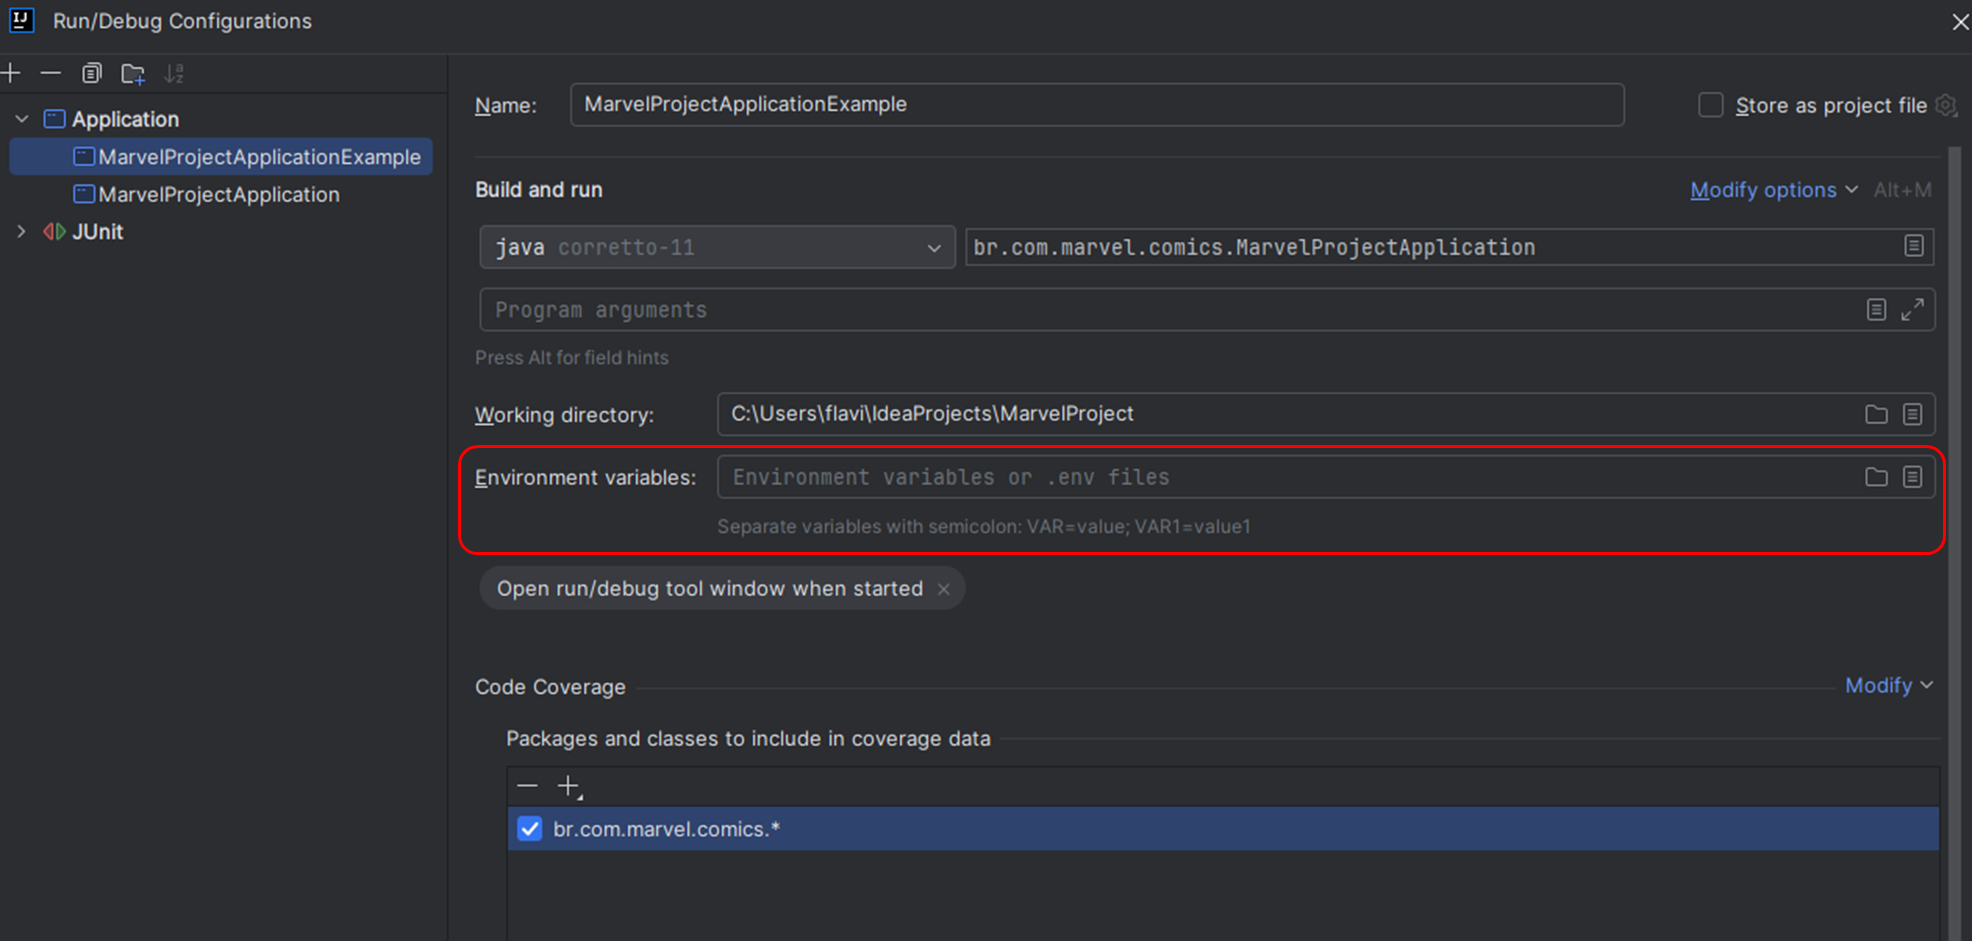 IJ Run/Debug Configurations
Name: MarvelProjectApplicationExample Store as project file
Application
MarvelProjectApplicationExample
MarvelProjectApplication
JUnit
Build and run Modify options Alt+M
java corretto-11 br.com.marvel.comics.MarvelProjectApplication
Program arguments
Press Alt for field hints
Working directory: C:\Users\flavi\IdeaProjects\MarvelProject
Environment variables: Environment variables or .env files
Separate variables with semicolon: VAR=value; VAR1=value1
Open run/debug tool window when started
Code Coverage Modify
Packages and classes to include in coverage data
br.com.marvel.comics.*